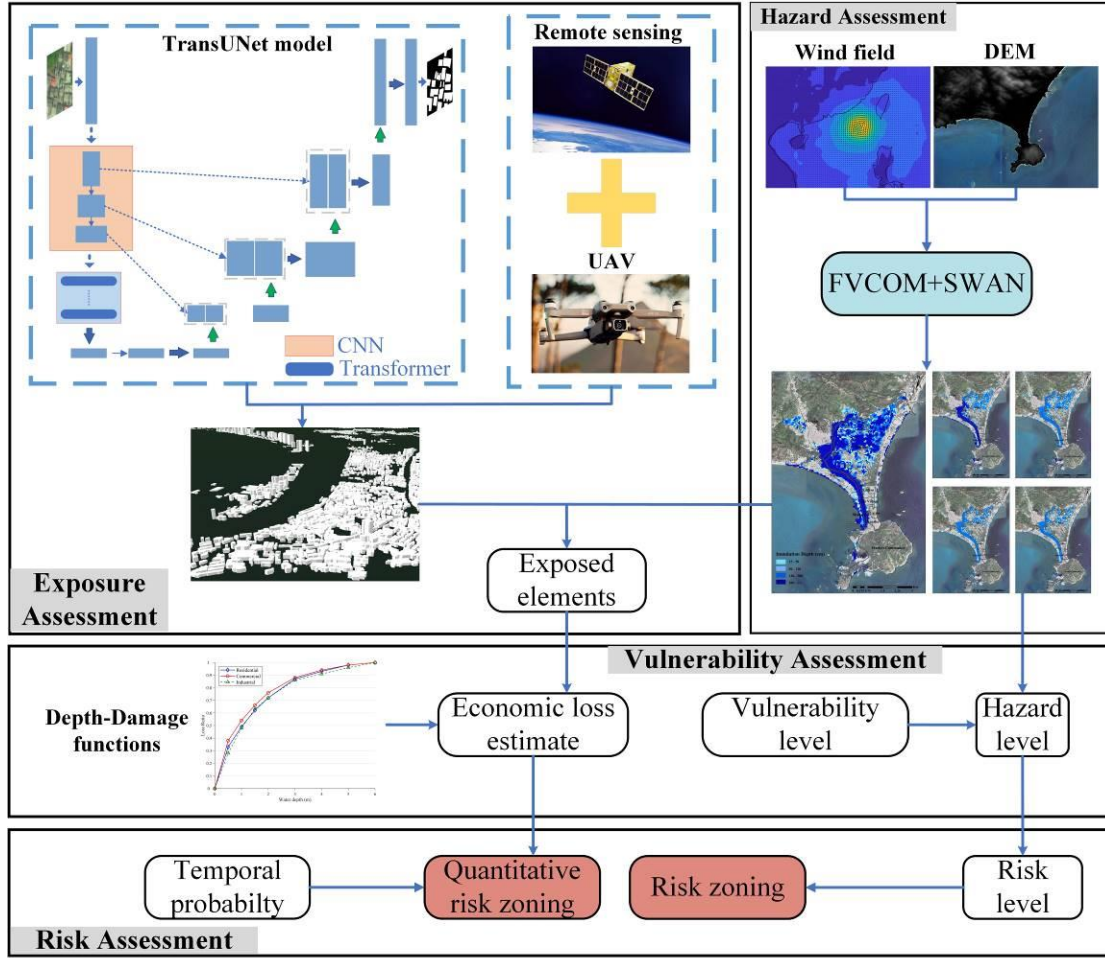 TransUNet model
CNN
Transformer
Remote sensing
UAV
Hazard Assessment
Wind field
DEM
FVCOM+SWAN
Exposure
Assessment
Exposed
elements
Vulnerability Assessment
Depth-Damage
functions
Residential
Commercial
Industrial
Water depth (m)
Economic loss
estimate
Vulnerability
level
Hazard
level
Temporal
probabilty
Quantitative
risk zoning
Risk zoning
Risk
level
Risk Assessment